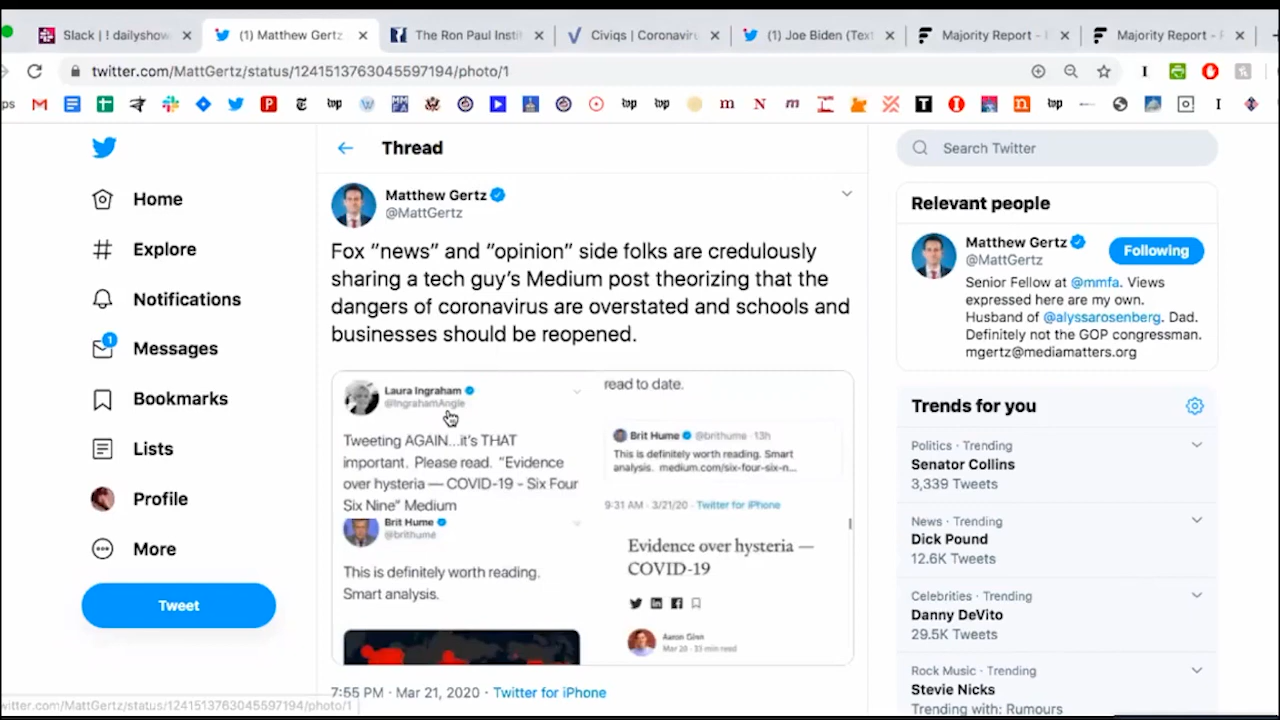 Slack | ! dailyshow
(1) Matthew Gertz
The Ron Paul Insti
Civiqs | Coronaviru
(1) Joe Biden (Text
Majority Report -
Majority Report -
twitter.com/MattGertz/status/1241513763045597194/photo/1
Thread
Search Twitter
Home
Explore
Notifications
1
Messages
Bookmarks
Lists
Profile
More
Tweet
Matthew Gertz
@MattGertz
Fox "news" and "opinion" side folks are credulously
sharing a tech guy's Medium post theorizing that the
dangers of coronavirus are overstated and schools and
businesses should be reopened.
Laura Ingraham
@IngrahamAngle
Tweeting AGAIN...it's THAT
important. Please read. "Evidence
over hysteria — COVID-19 - Six Four
Six Nine" Medium
Brit Hume
@brithume
This is definitely worth reading.
Smart analysis.
read to date.
Brit Hume @brithume · 13h
This is definitely worth reading. Smart
analysis. medium.com/six-four-six-n...
9:31 AM · 3/21/20 · Twitter for iPhone
Evidence over hysteria —
COVID-19
Aaron Ginn
Mar 20 · 33 min read
7:55 PM · Mar 21, 2020 · Twitter for iPhone
Relevant people
Matthew Gertz
@MattGertz
Following
Senior Fellow at @mmfa. Views
expressed here are my own.
Husband of @alyssarosenberg. Dad.
Definitely not the GOP congressman.
mgertz@mediamatters.org
Trends for you
Politics · Trending
Senator Collins
3,339 Tweets
News · Trending
Dick Pound
12.6K Tweets
Celebrities · Trending
Danny DeVito
29.5K Tweets
Rock Music · Trending
Stevie Nicks
Trending with: Rumours
witter.com/MattGertz/status/1241513763045597194/photo/1